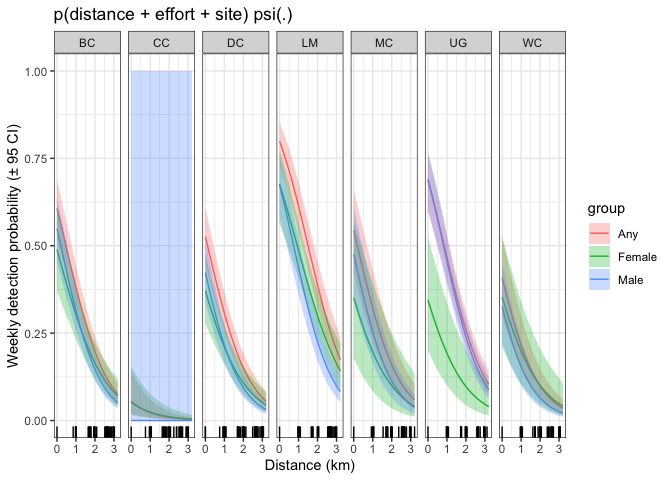 p(distance + effort + site) psi(.)
BC CC DC LM MC UG WC
Weekly detection probability (± 95 CI)
1.00
0.75
0.50
0.25
0.00
0 1 2 3 0 1 2 3 0 1 2 3 0 1 2 3 0 1 2 3 0 1 2 3 0 1 2 3
Distance (km)
group
Any
Female
Male